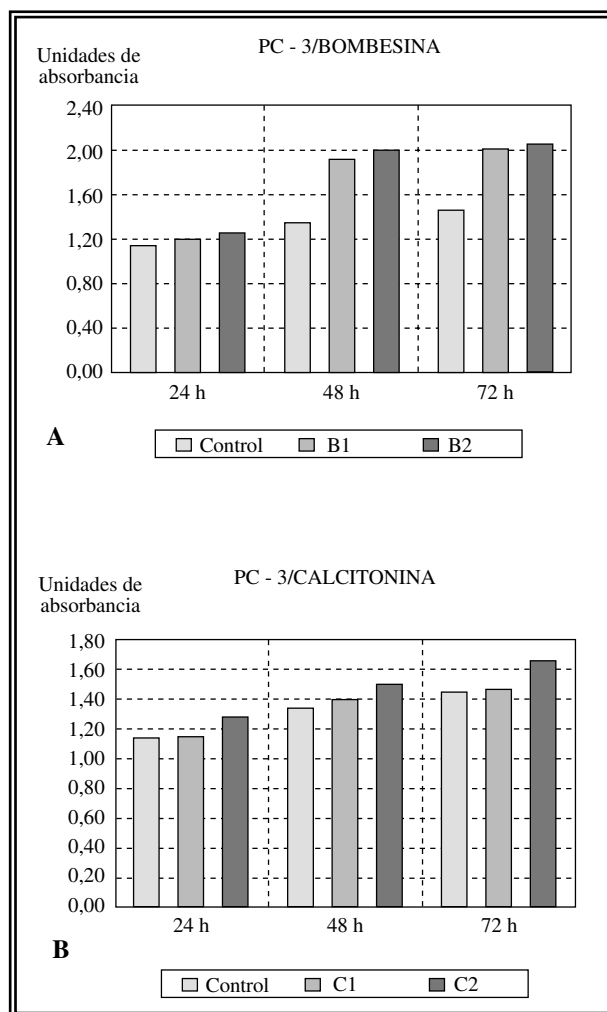 PC - 3/BOMBESINA
Unidades de
absorbancia
2,40
2,00
1,60
1,20
0,80
0,40
0,00
24 h 48 h 72 h
A
Control B1 B2
PC - 3/CALCITONINA
Unidades de
absorbancia
1,80
1,60
1,40
1,20
1,00
0,80
0,60
0,40
0,20
0,00
24 h 48 h 72 h
B
Control C1 C2